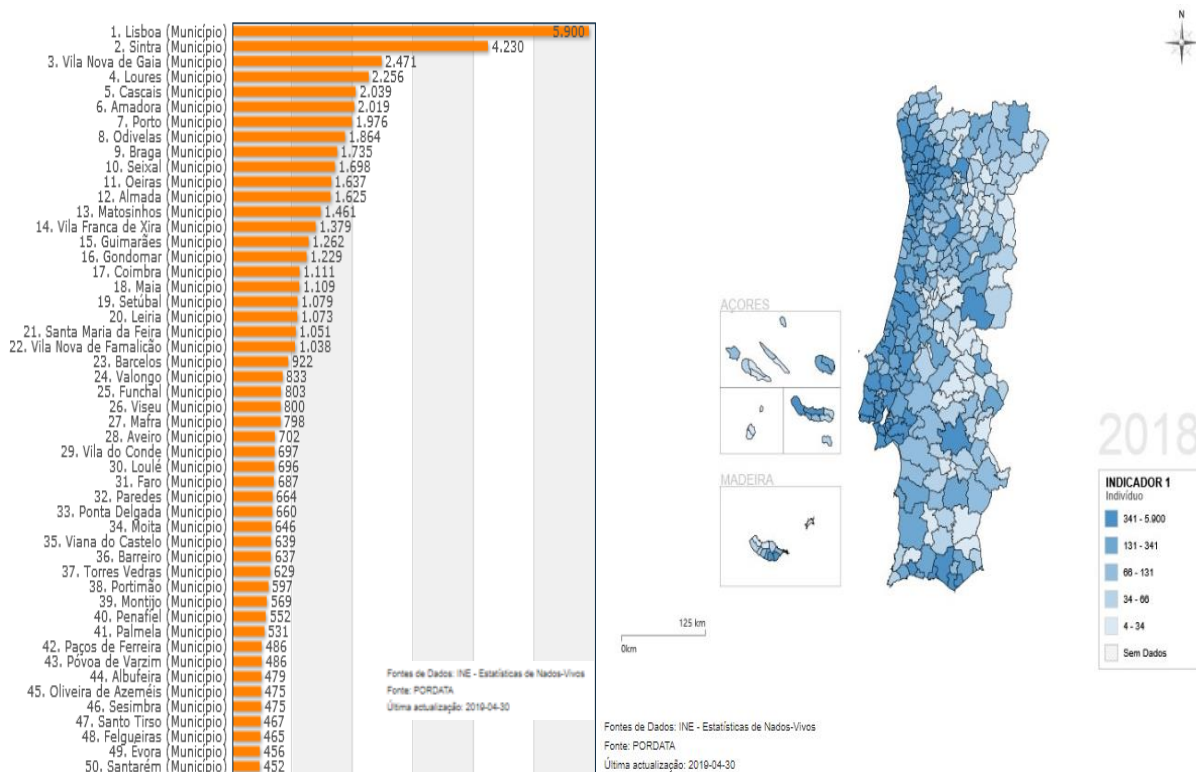 1. Lisboa (Município) 5.900
2. Sintra (Município) 4.230
3. Vila Nova de Gaia (Município) 2.471
4. Loures (Município) 2.256
5. Cascais (Município) 2.039
6. Amadora (Município) 2.019
7. Porto (Município) 1.976
8. Odivelas (Município) 1.864
9. Braga (Município) 1.735
10. Seixal (Município) 1.698
11. Oeiras (Município) 1.637
12. Almada (Município) 1.625
13. Matosinhos (Município) 1.461
14. Vila Franca de Xira (Município) 1.379
15. Guimarães (Município) 1.262
16. Gondomar (Município) 1.229
17. Coimbra (Município) 1.111
18. Maia (Município) 1.109
19. Setúbal (Município) 1.079
20. Leiria (Município) 1.073
21. Santa Maria da Feira (Município) 1.051
22. Vila Nova de Famalicão (Município) 1.038
23. Barcelos (Município) 922
24. Valongo (Município) 833
25. Funchal (Município) 803
26. Viseu (Município) 800
27. Mafra (Município) 798
28. Aveiro (Município) 702
29. Vila do Conde (Município) 697
30. Loulé (Município) 696
31. Faro (Município) 687
32. Paredes (Município) 664
33. Ponta Delgada (Município) 660
34. Moita (Município) 646
35. Viana do Castelo (Município) 639
36. Barreiro (Município) 637
37. Torres Vedras (Município) 629
38. Portimão (Município) 597
39. Montijo (Município) 569
40. Penafiel (Município) 552
41. Palmela (Município) 531
42. Paços de Ferreira (Município) 486
43. Póvoa de Varzim (Município) 486
44. Albufeira (Município) 479
45. Oliveira de Azeméis (Município) 475
46. Sesimbra (Município) 475
47. Santo Tirso (Município) 467
48. Felgueiras (Município) 465
49. Évora (Município) 456
50. Santarém (Município) 452
Fontes de Dados: INE - Estatísticas de Nados-Vivos
Fonte: PORDATA
Última actualização: 2019-04-30
N
AÇORES
MADEIRA
2018
INDICADOR 1
Indivíduo
341 - 5.900
131 - 341
66 - 131
34 - 66
4 - 34
Sem Dados
125 km
0km
Fontes de Dados: INE - Estatísticas de Nados-Vivos
Fonte: PORDATA
Última actualização: 2019-04-30